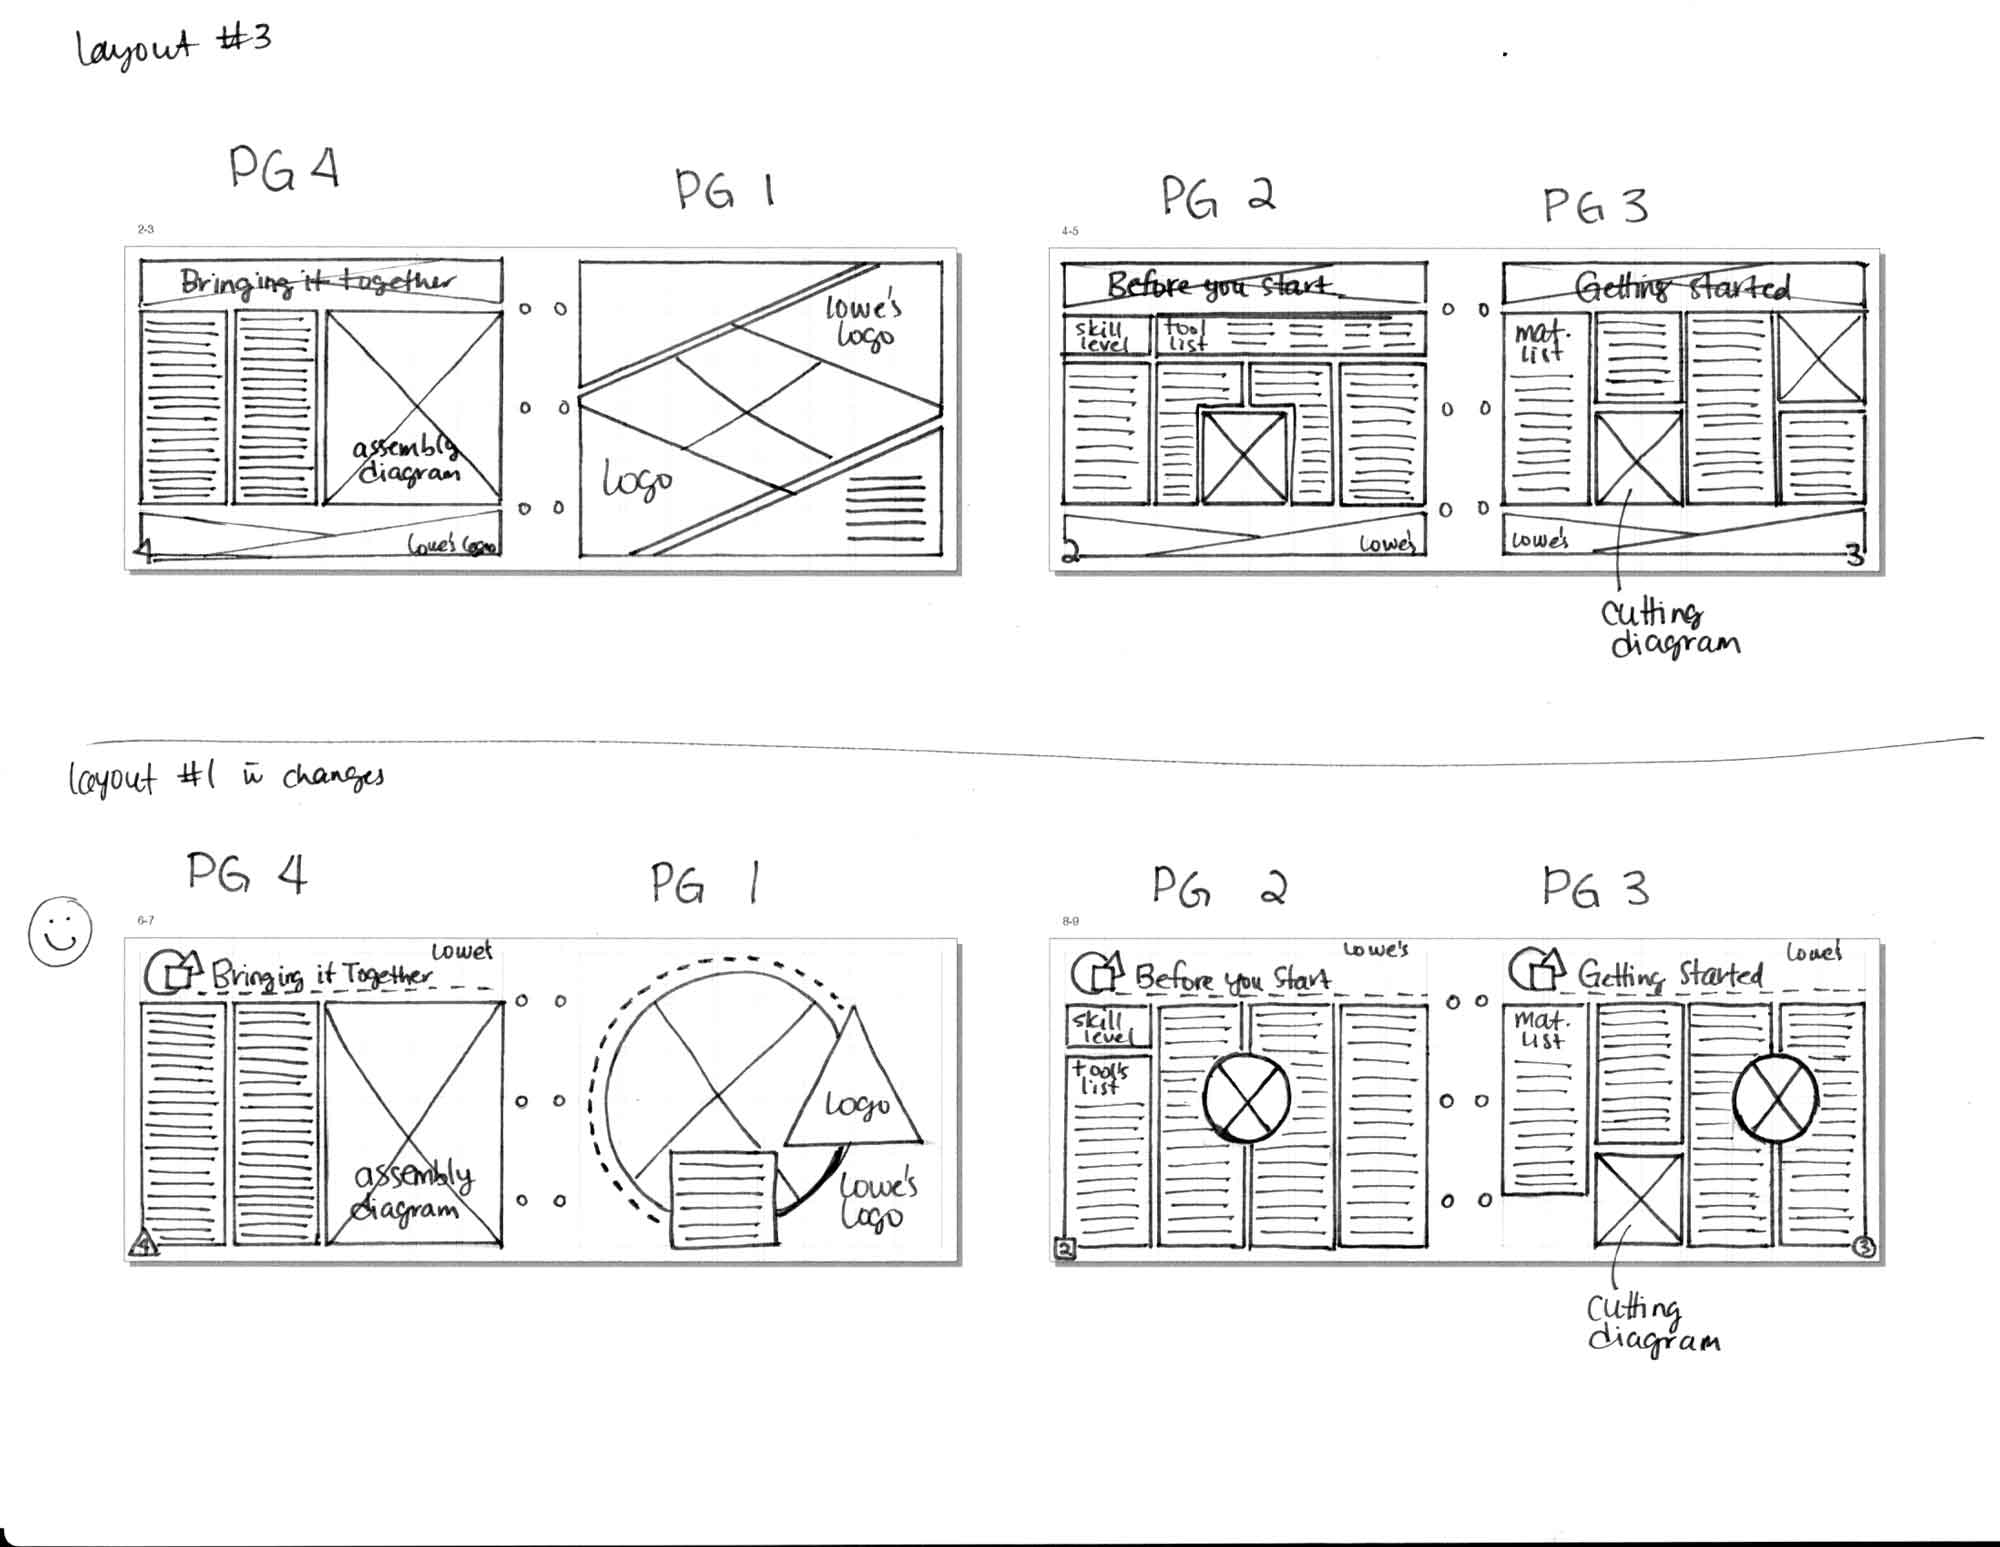 Layout #3
PG 4
PG 1
PG 2
PG 3
2-3
4-5
Bringing it together
assembly
diagram
4
Lowe's Logo
Lowe's
Logo
Logo
Before you start
skill
level
tool
list
2
Lowe's
Getting started
mat.
list
Lowe's
3
cutting
diagram
Layout #1 w̄ changes
PG 4
PG 1
PG 2
PG 3
6-7
8-9
Lowe's
Bringing it Together
assembly
diagram
4
Logo
Lowe's
Logo
Lowe's
Before you start
skill
level
tools
list
2
Lowe's
Getting started
mat.
list
3
cutting
diagram